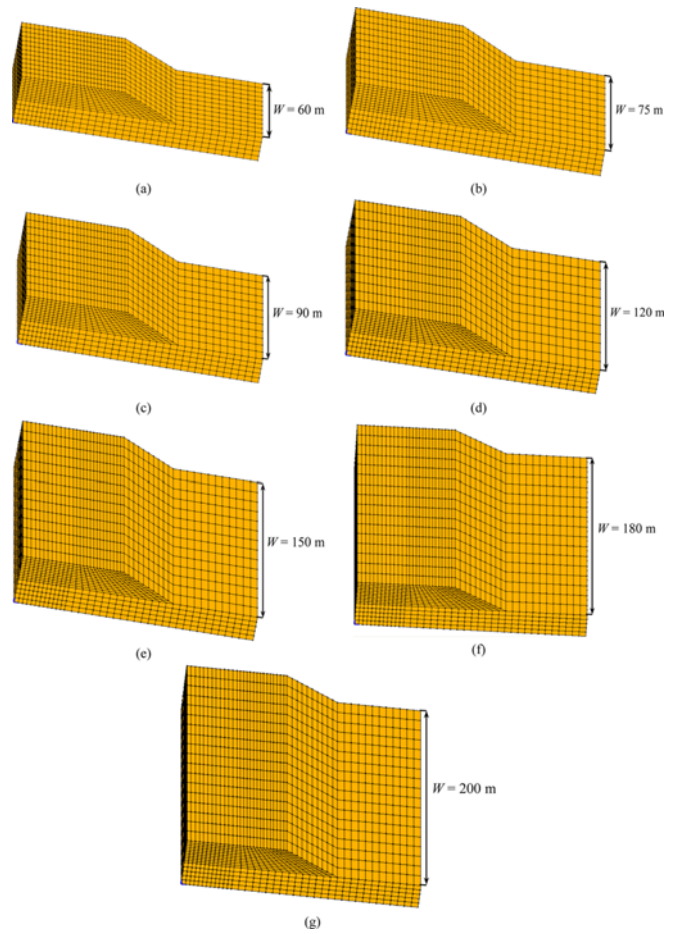 W = 60 m
W = 75 m
(a)
(b)
W = 90 m
W = 120 m
(c)
(d)
W = 150 m
W = 180 m
(e)
(f)
W = 200 m
(g)